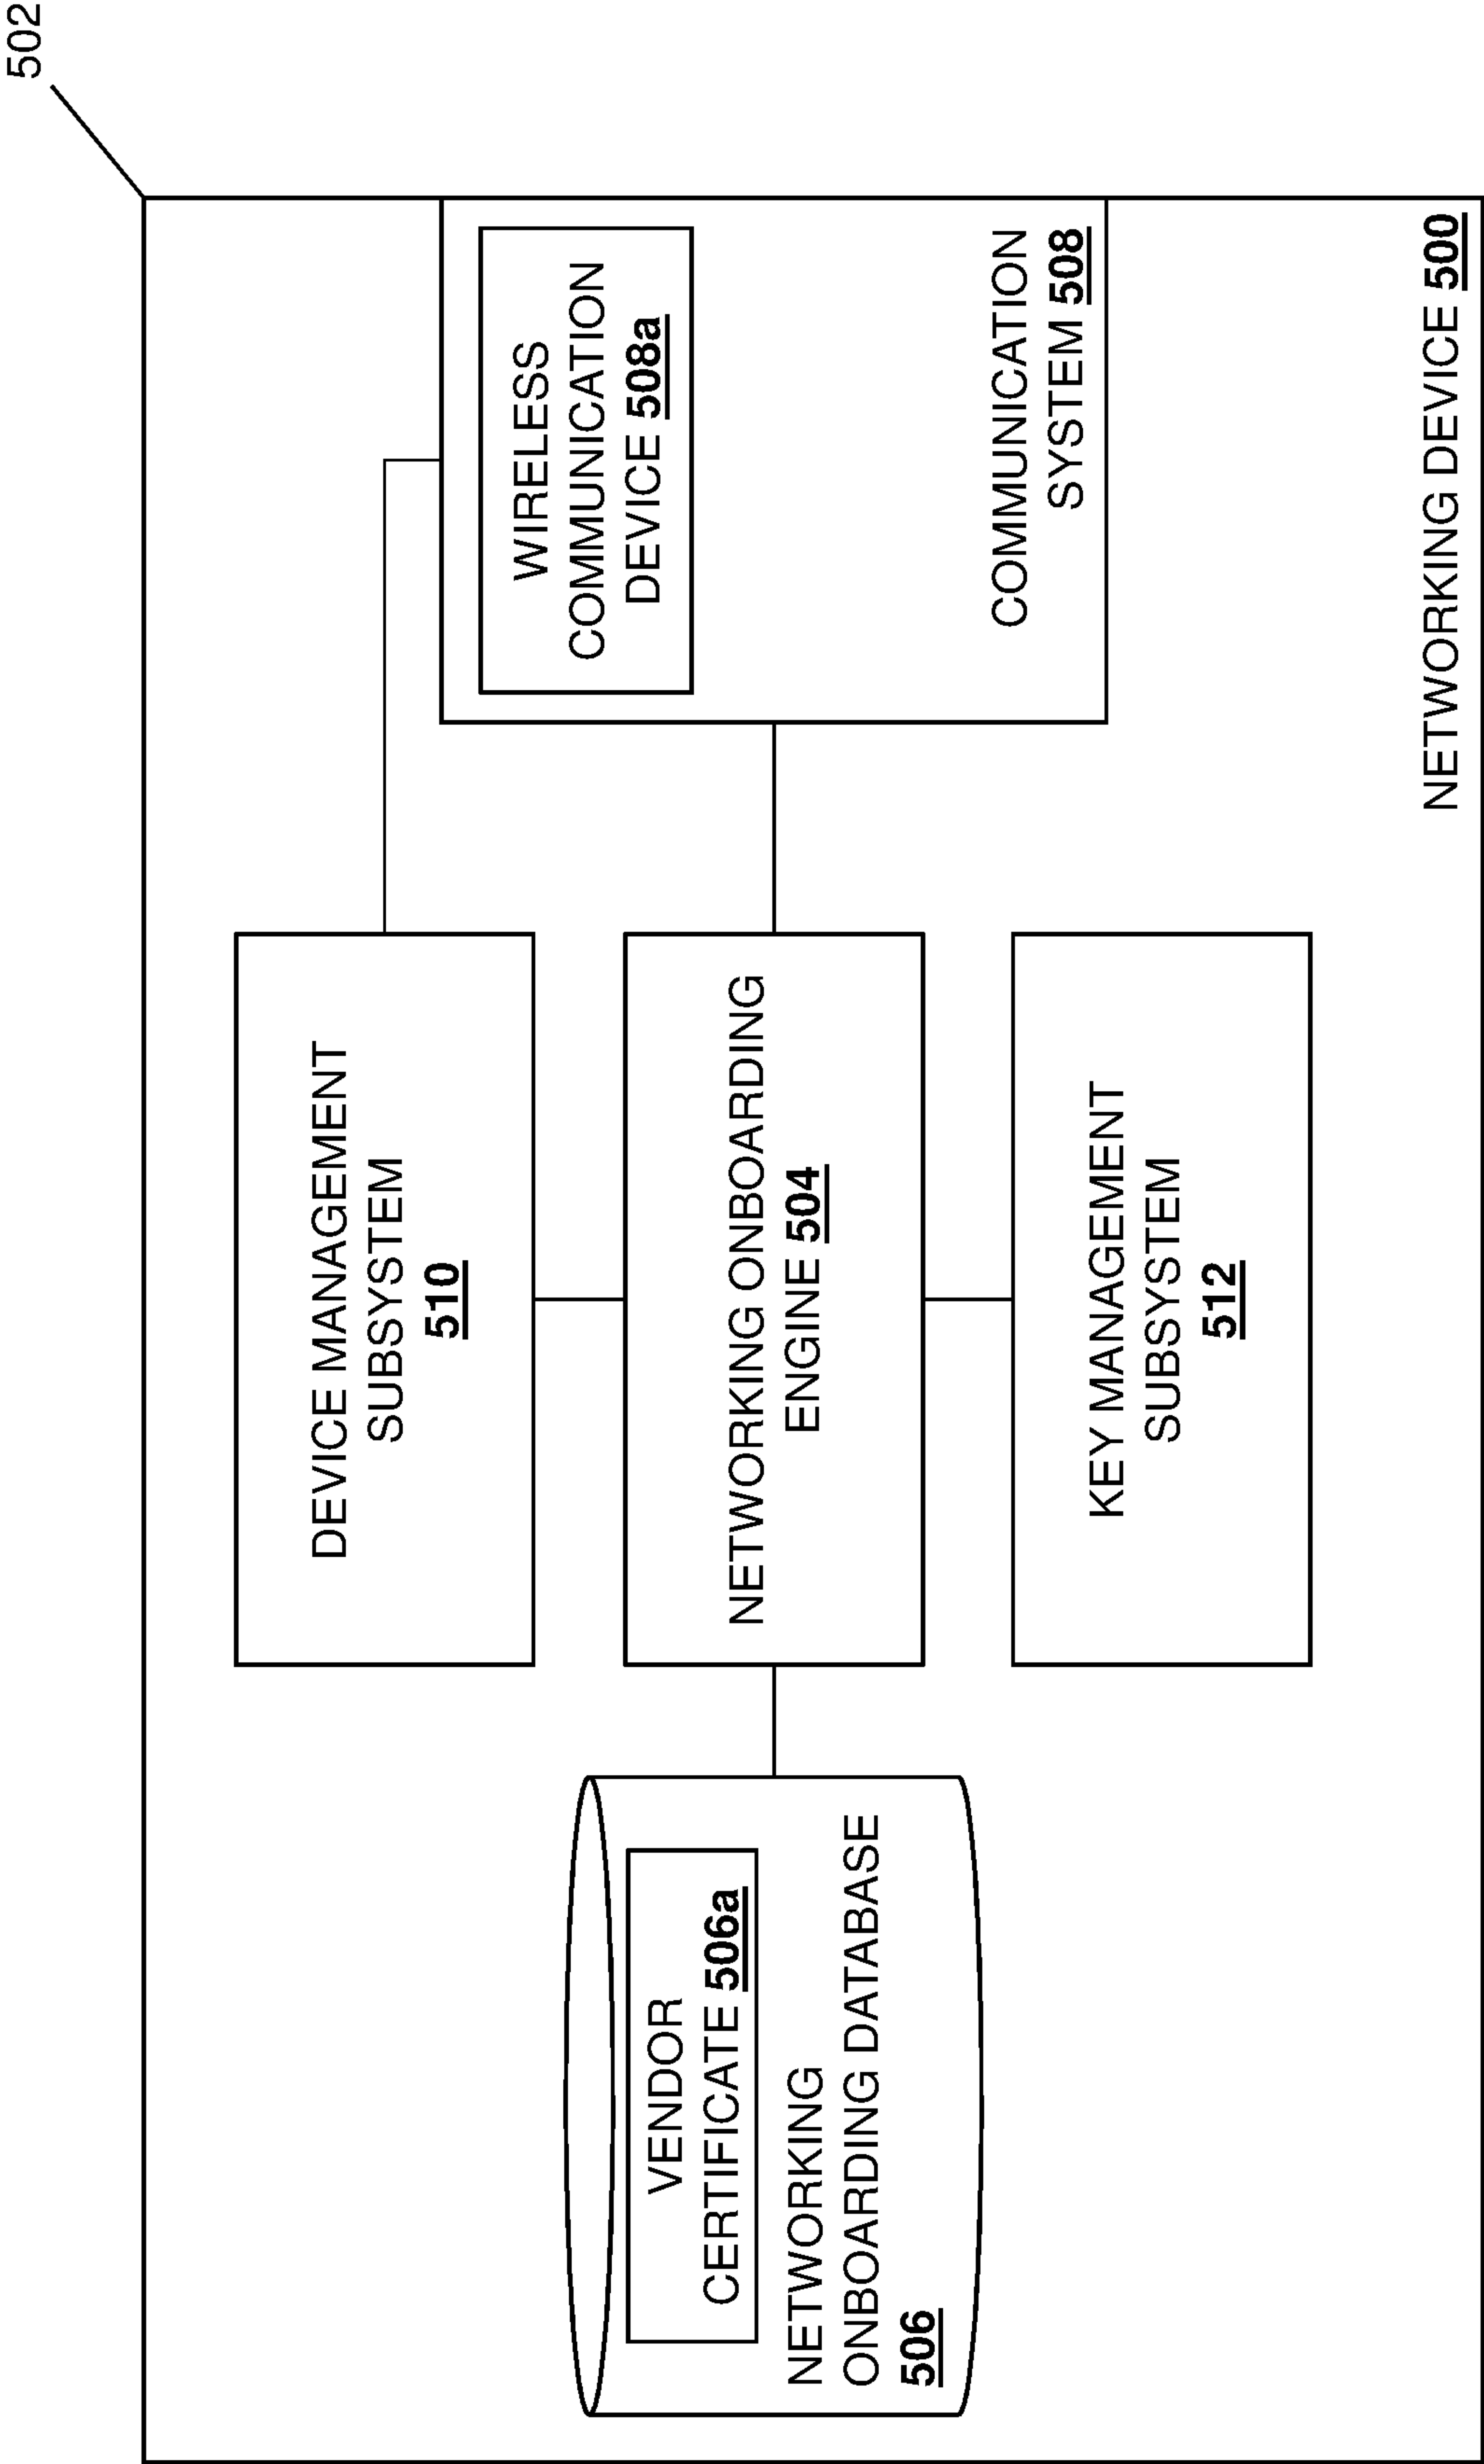 502
DEVICE MANAGEMENT
SUBSYSTEM
510
WIRELESS
COMMUNICATION
DEVICE 508a
VENDOR
CERTIFICATE 506a
NETWORKING
ONBOARDING DATABASE
506
NETWORKING ONBOARDING
ENGINE 504
COMMUNICATION
SYSTEM 508
KEY MANAGEMENT
SUBSYSTEM
512
NETWORKING DEVICE 500